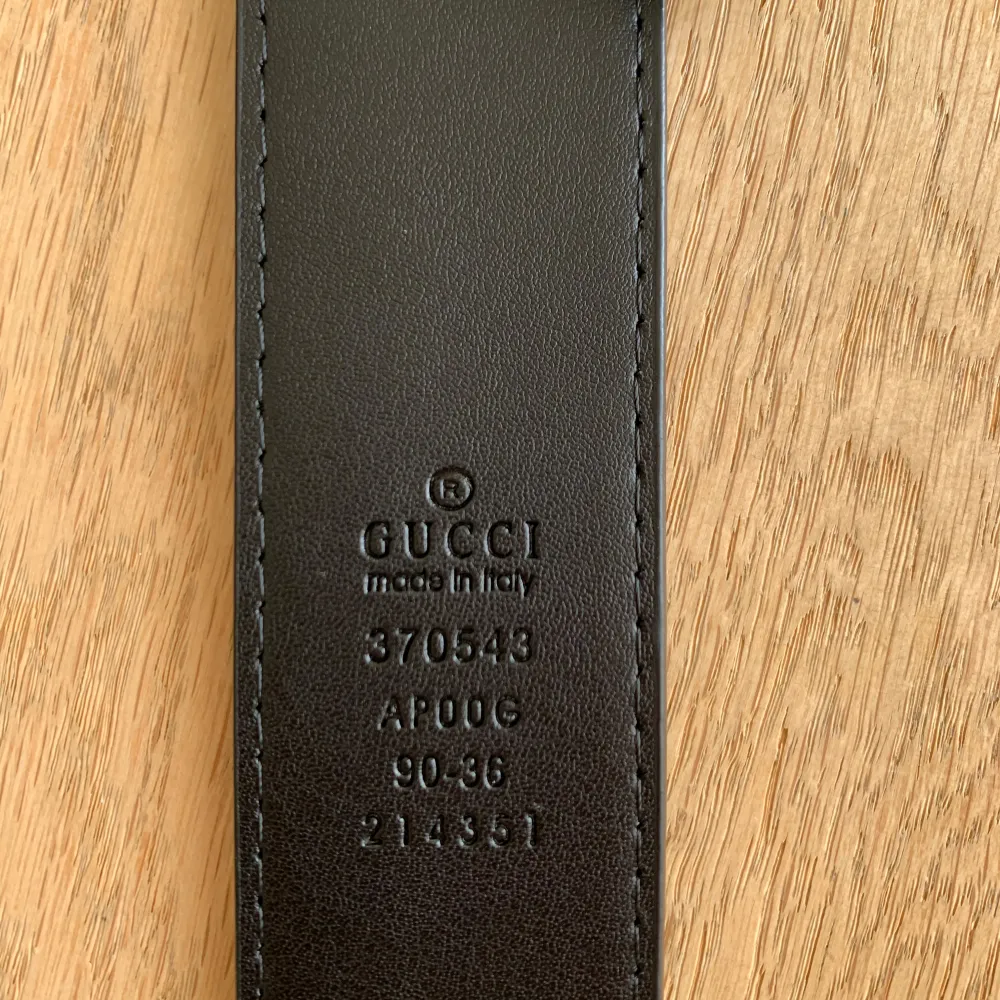 ®
GUCCI
made in italy
370543
AP00G
90-36
214351